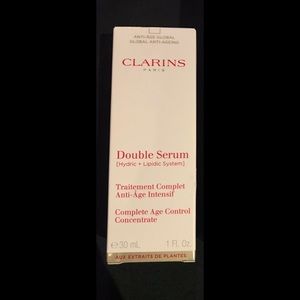 ANTI-ÂGE GLOBAL
GLOBAL ANTI-AGEING
CLARINS
PARIS
Double Serum
[Hydric + Lipidic System]
Traitement Complet
Anti-Âge Intensif
Complete Age Control
Concentrate
℮ 30 mL 1 Fl. Oz.
AUX EXTRAITS DE PLANTES